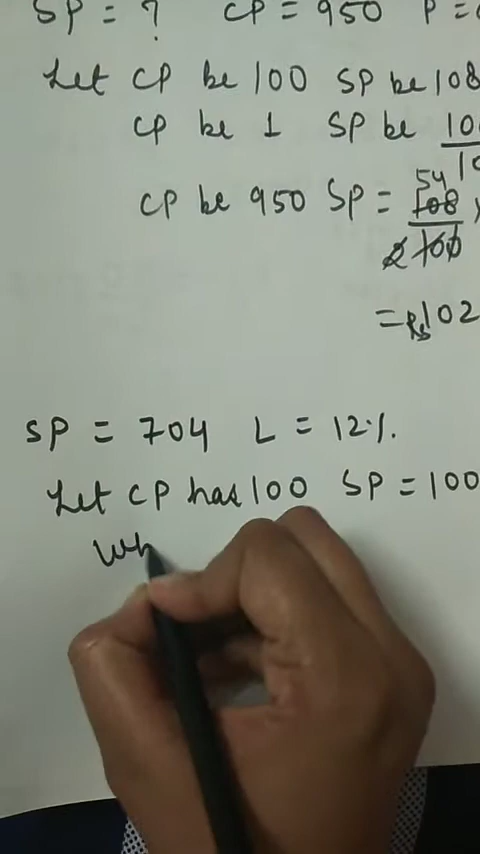 SP = ? CP = 950 P =
Let CP be 100 SP be 108
CP be 1 SP be 10
CP be 950 SP = 54 108
2 100
= Rs 102
SP = 704 L = 12%.
Let CP has 100 SP = 100
Wh